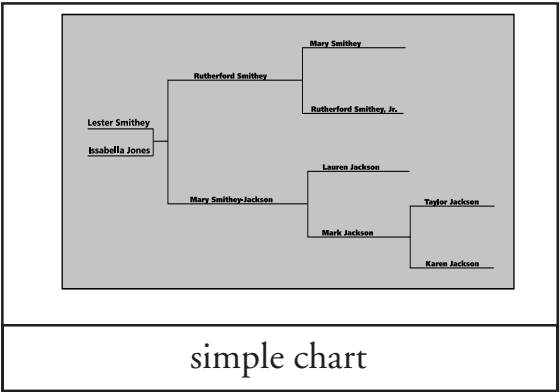 Mary Smithey
Rutherford Smithey
Rutherford Smithey, Jr.
Lester Smithey
Issabella Jones
Lauren Jackson
Mary Smithey-Jackson
Taylor Jackson
Mark Jackson
Karen Jackson
simple chart